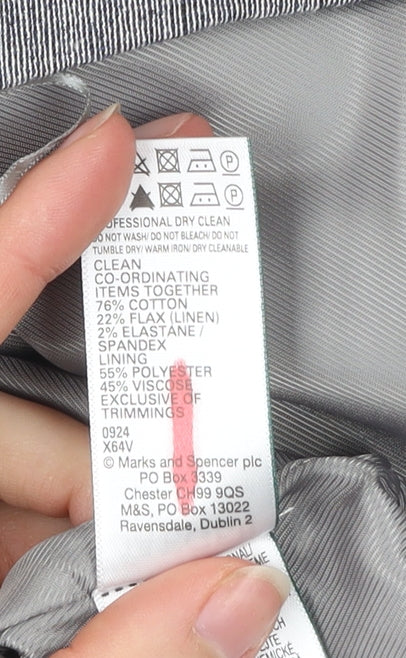 P
P
OFESSIONAL DRY CLEAN
DO NOT WASH/ DO NOT BLEACH/ DO NOT
TUMBLE DRY/ WARM IRON/ DRY CLEANABLE
CLEAN
CO-ORDINATING
ITEMS TOGETHER
76% COTTON
22% FLAX (LINEN)
2% ELASTANE /
SPANDEX
LINING
55% POLYESTER
45% VISCOSE
EXCLUSIVE OF
TRIMMINGS
0924
X64V
© Marks and Spencer plc
PO Box 3339
Chester CH99 9QS
M&S, PO Box 13022
Ravensdale, Dublin 2